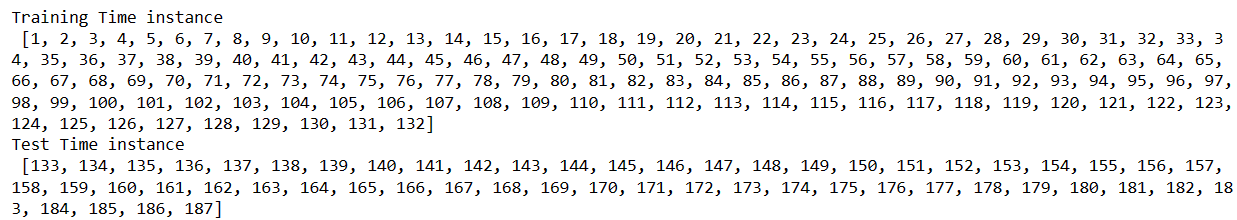 Training Time instance
[1, 2, 3, 4, 5, 6, 7, 8, 9, 10, 11, 12, 13, 14, 15, 16, 17, 18, 19, 20, 21, 22, 23, 24, 25, 26, 27, 28, 29, 30, 31, 32, 33, 3
4, 35, 36, 37, 38, 39, 40, 41, 42, 43, 44, 45, 46, 47, 48, 49, 50, 51, 52, 53, 54, 55, 56, 57, 58, 59, 60, 61, 62, 63, 64, 65,
66, 67, 68, 69, 70, 71, 72, 73, 74, 75, 76, 77, 78, 79, 80, 81, 82, 83, 84, 85, 86, 87, 88, 89, 90, 91, 92, 93, 94, 95, 96, 97,
98, 99, 100, 101, 102, 103, 104, 105, 106, 107, 108, 109, 110, 111, 112, 113, 114, 115, 116, 117, 118, 119, 120, 121, 122, 123,
124, 125, 126, 127, 128, 129, 130, 131, 132]
Test Time instance
[133, 134, 135, 136, 137, 138, 139, 140, 141, 142, 143, 144, 145, 146, 147, 148, 149, 150, 151, 152, 153, 154, 155, 156, 157,
158, 159, 160, 161, 162, 163, 164, 165, 166, 167, 168, 169, 170, 171, 172, 173, 174, 175, 176, 177, 178, 179, 180, 181, 182, 18
3, 184, 185, 186, 187]